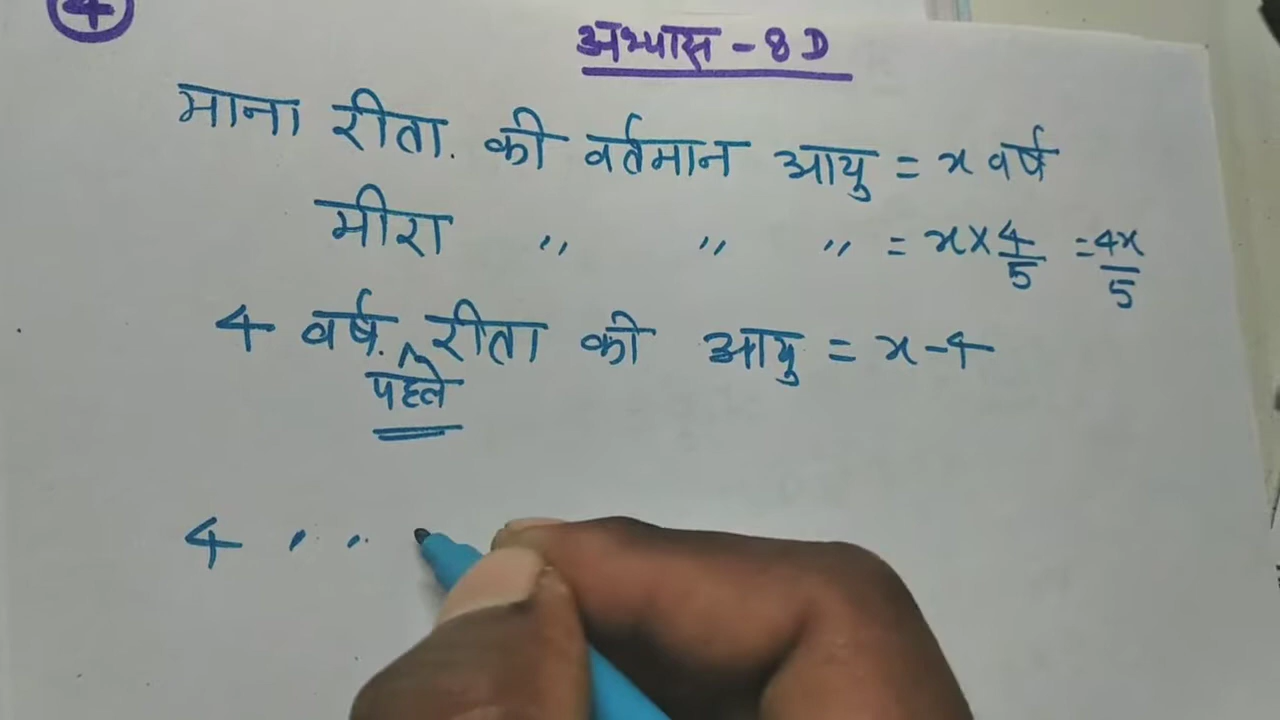 4
अभ्यास - 8 D
माना रीता. की वर्तमान आयु = x वर्ष
मीरा " " " = x × 4/5 = 4x/5
4 वर्ष. ^ रीता की आयु = x - 4
पहले
4 " "